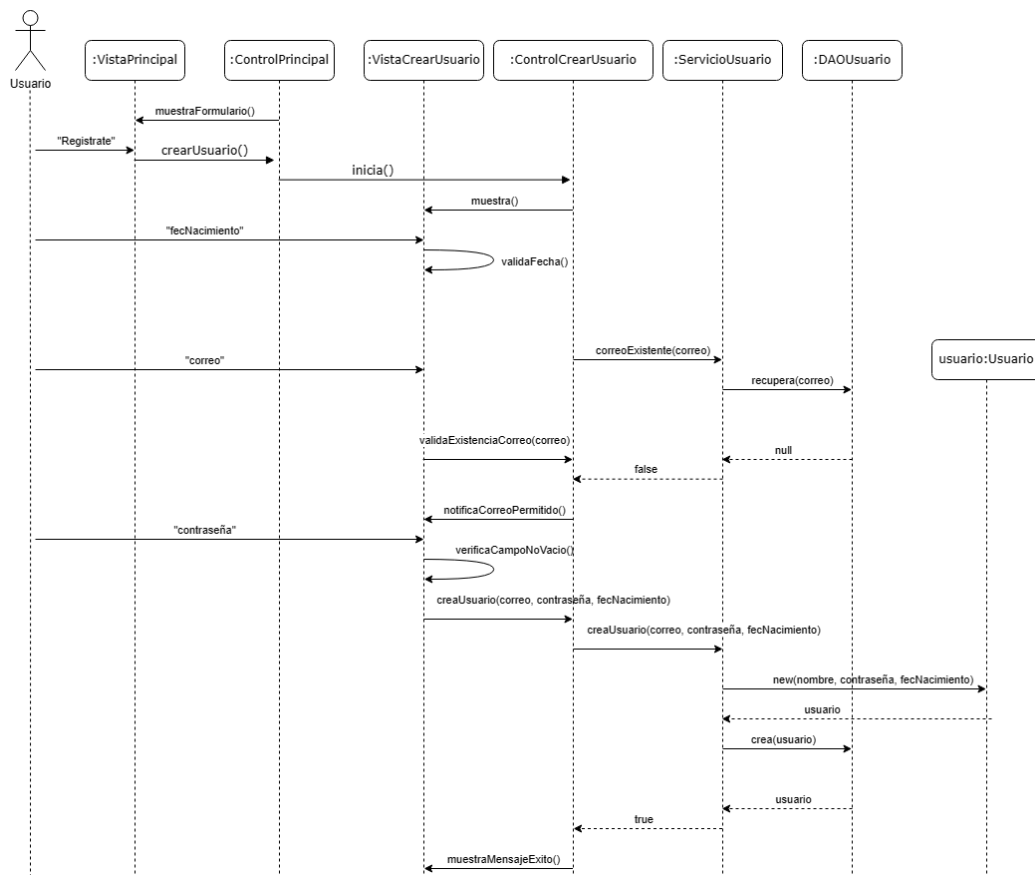 Usuario
:VistaPrincipal
:ControlPrincipal
:VistaCrearUsuario
:ControlCrearUsuario
:ServicioUsuario
:DAOUsuario
muestraFormulario()
"Registrate"
crearUsuario()
inicia()
muestra()
"fecNacimiento"
validaFecha()
correoExistente(correo)
"correo"
usuario:Usuario
recupera(correo)
validaExistenciaCorreo(correo)
null
false
notificaCorreoPermitido()
"contraseña"
verificaCampoNoVacio()
creaUsuario(correo, contraseña, fecNacimiento)
creaUsuario(correo, contraseña, fecNacimiento)
new(nombre, contraseña, fecNacimiento)
usuario
crea(usuario)
usuario
true
muestraMensajeExito()